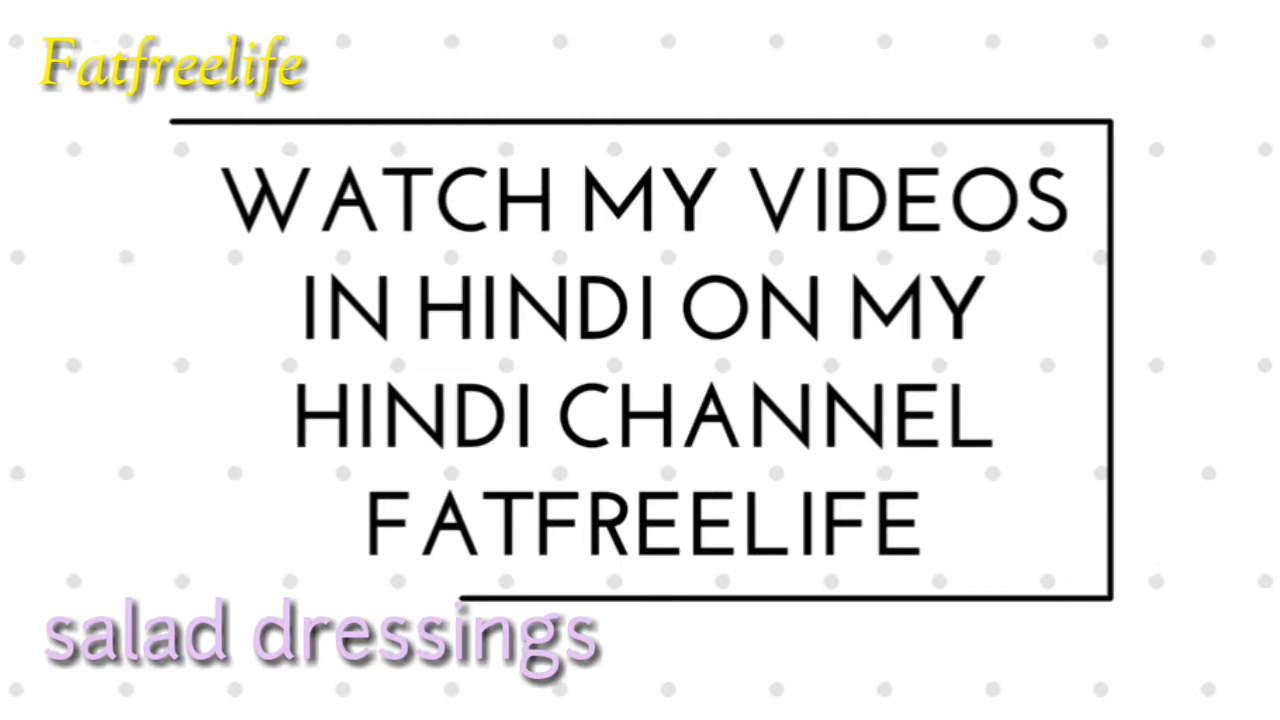 Fatfreelife
WATCH MY VIDEOS
IN HINDI ON MY
HINDI CHANNEL
FATFREELIFE
salad dressings